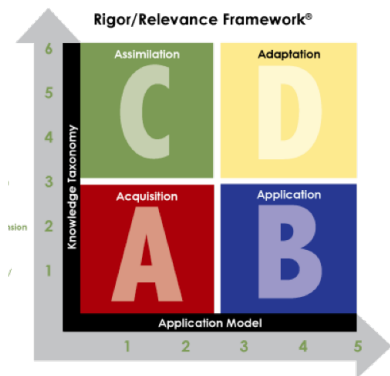 Rigor/Relevance Framework®
6
5
4
3
2
1
Knowledge Taxonomy
Assimilation
C
Adaptation
D
Acquisition
A
Application
B
Application Model
1 2 3 4 5